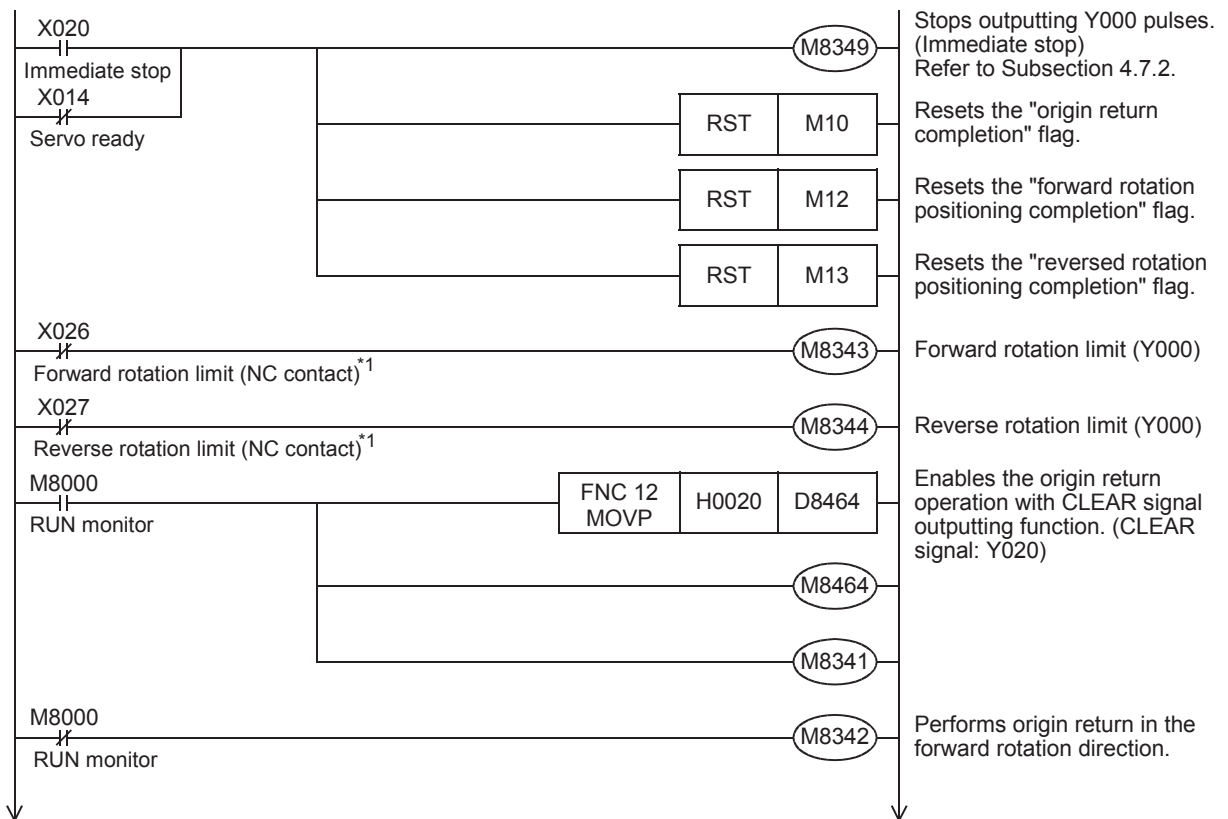 X020
M8349
Stops outputting Y000 pulses.
(Immediate stop)
Refer to Subsection 4.7.2.
Immediate stop
X014
Servo ready
RST M10
Resets the "origin return
completion" flag.
RST M12
Resets the "forward rotation
positioning completion" flag.
RST M13
Resets the "reversed rotation
positioning completion" flag.
X026
M8343
Forward rotation limit (Y000)
Forward rotation limit (NC contact)*1
X027
M8344
Reverse rotation limit (Y000)
Reverse rotation limit (NC contact)*1
M8000
RUN monitor
FNC 12
MOVP
H0020 D8464
Enables the origin return
operation with CLEAR signal
outputting function. (CLEAR
signal: Y020)
M8464
M8341
M8000
RUN monitor
M8342
Performs origin return in the
forward rotation direction.